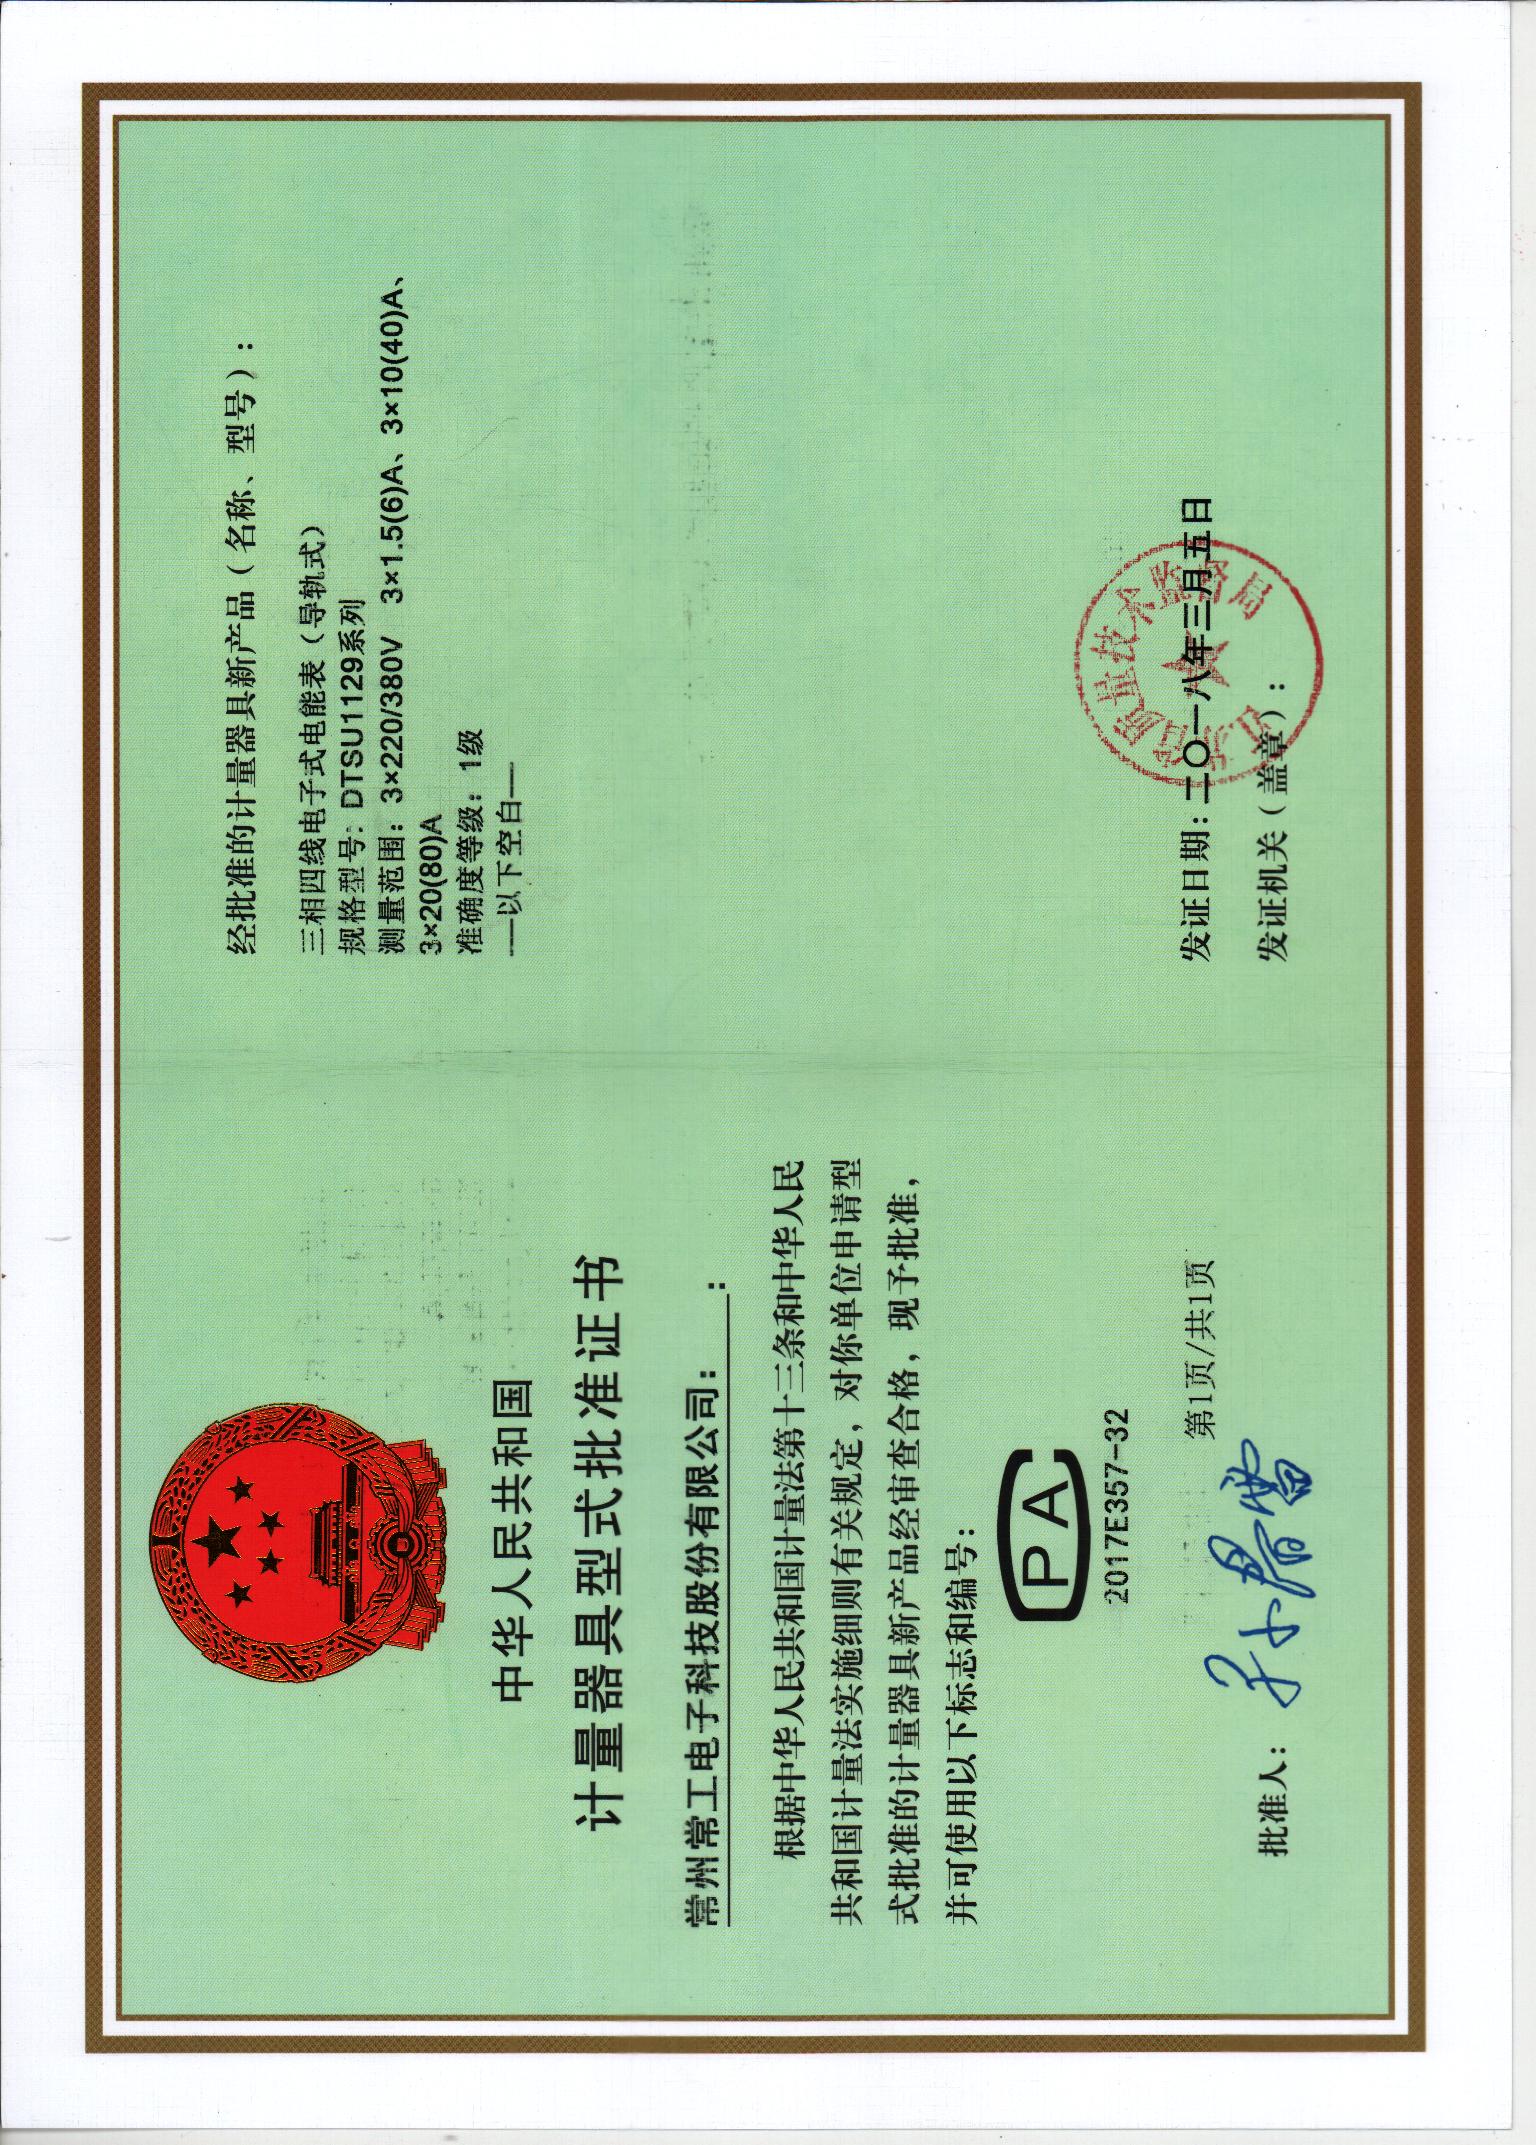 中华人民共和国
计量器具型式批准证书
常州常工电子科技股份有限公司：
：
根据中华人民共和国计量法第十三条和中华人民
共和国计量法实施细则有关规定，对你单位申请型
式批准的计量器具新产品经审查合格，现予批准，
并可使用以下标志和编号：
PA
2017E357-32
第1页/共1页
批准人：
经批准的计量器具新产品（名称、型号）：
三相四线电子式电能表（导轨式）
规格型号：DTSU1129系列
测量范围：3×220/380V 3×1.5(6)A、3×10(40)A、
3×20(80)A
准确度等级：1级
——以下空白——
发证日期：二〇一八年三月五日
发证机关（盖章）：
江苏省质量技术监督局